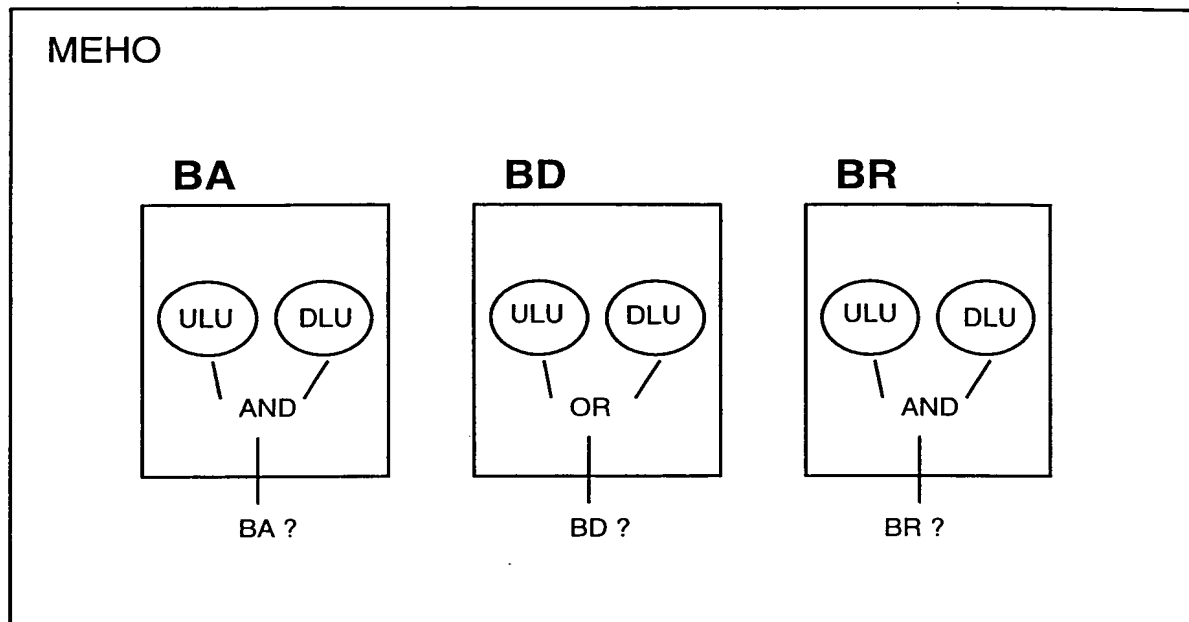 MEHO
BA BD BR
ULU DLU ULU DLU ULU DLU
AND OR AND
BA ? BD ? BR ?